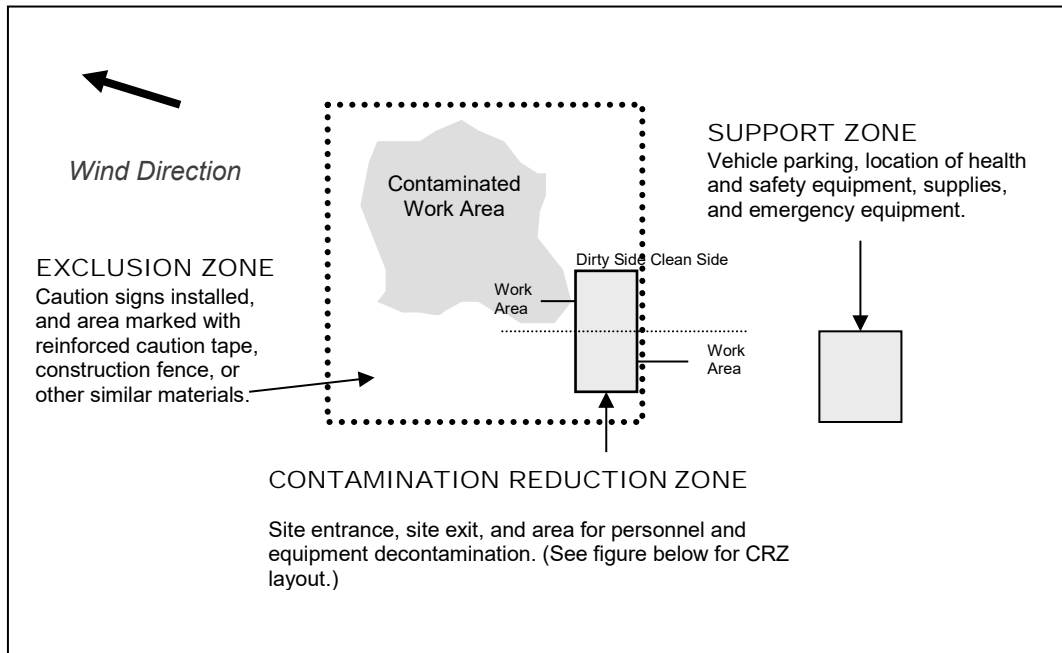 Wind Direction
Contaminated
Work Area
SUPPORT ZONE
Vehicle parking, location of health
and safety equipment, supplies,
and emergency equipment.
EXCLUSION ZONE
Caution signs installed,
and area marked with
reinforced caution tape,
construction fence, or
other similar materials.
Dirty Side Clean Side
Work
Area
Work
Area
CONTAMINATION REDUCTION ZONE
Site entrance, site exit, and area for personnel and
equipment decontamination. (See figure below for CRZ
layout.)